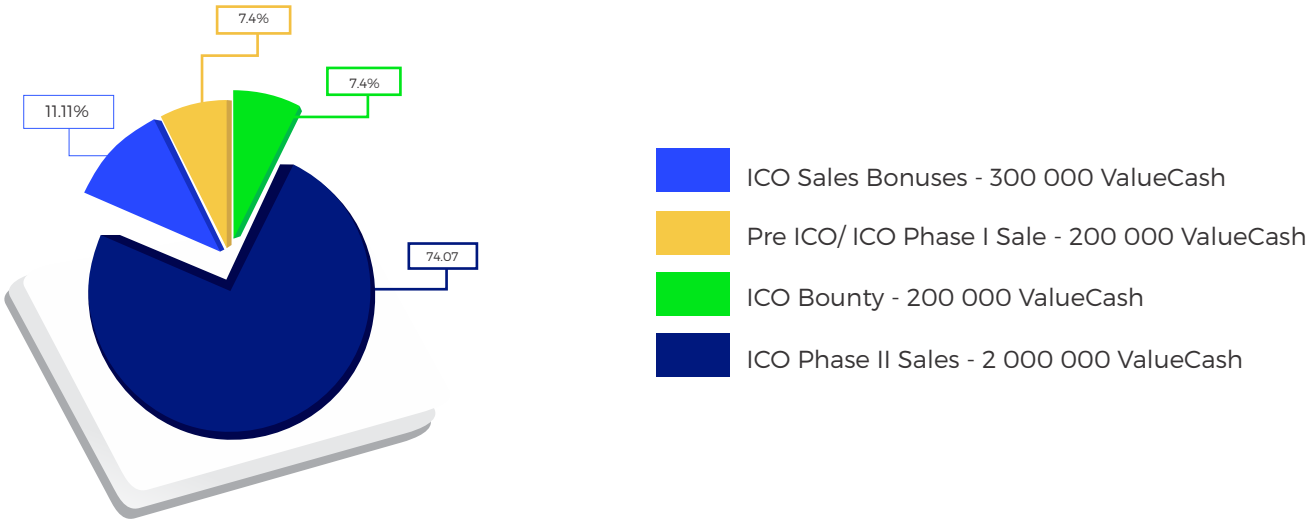 7.4%
7.4%
11.11%
74.07
ICO Sales Bonuses - 300 000 ValueCash
Pre ICO/ ICO Phase I Sale - 200 000 ValueCash
ICO Bounty - 200 000 ValueCash
ICO Phase II Sales - 2 000 000 ValueCash